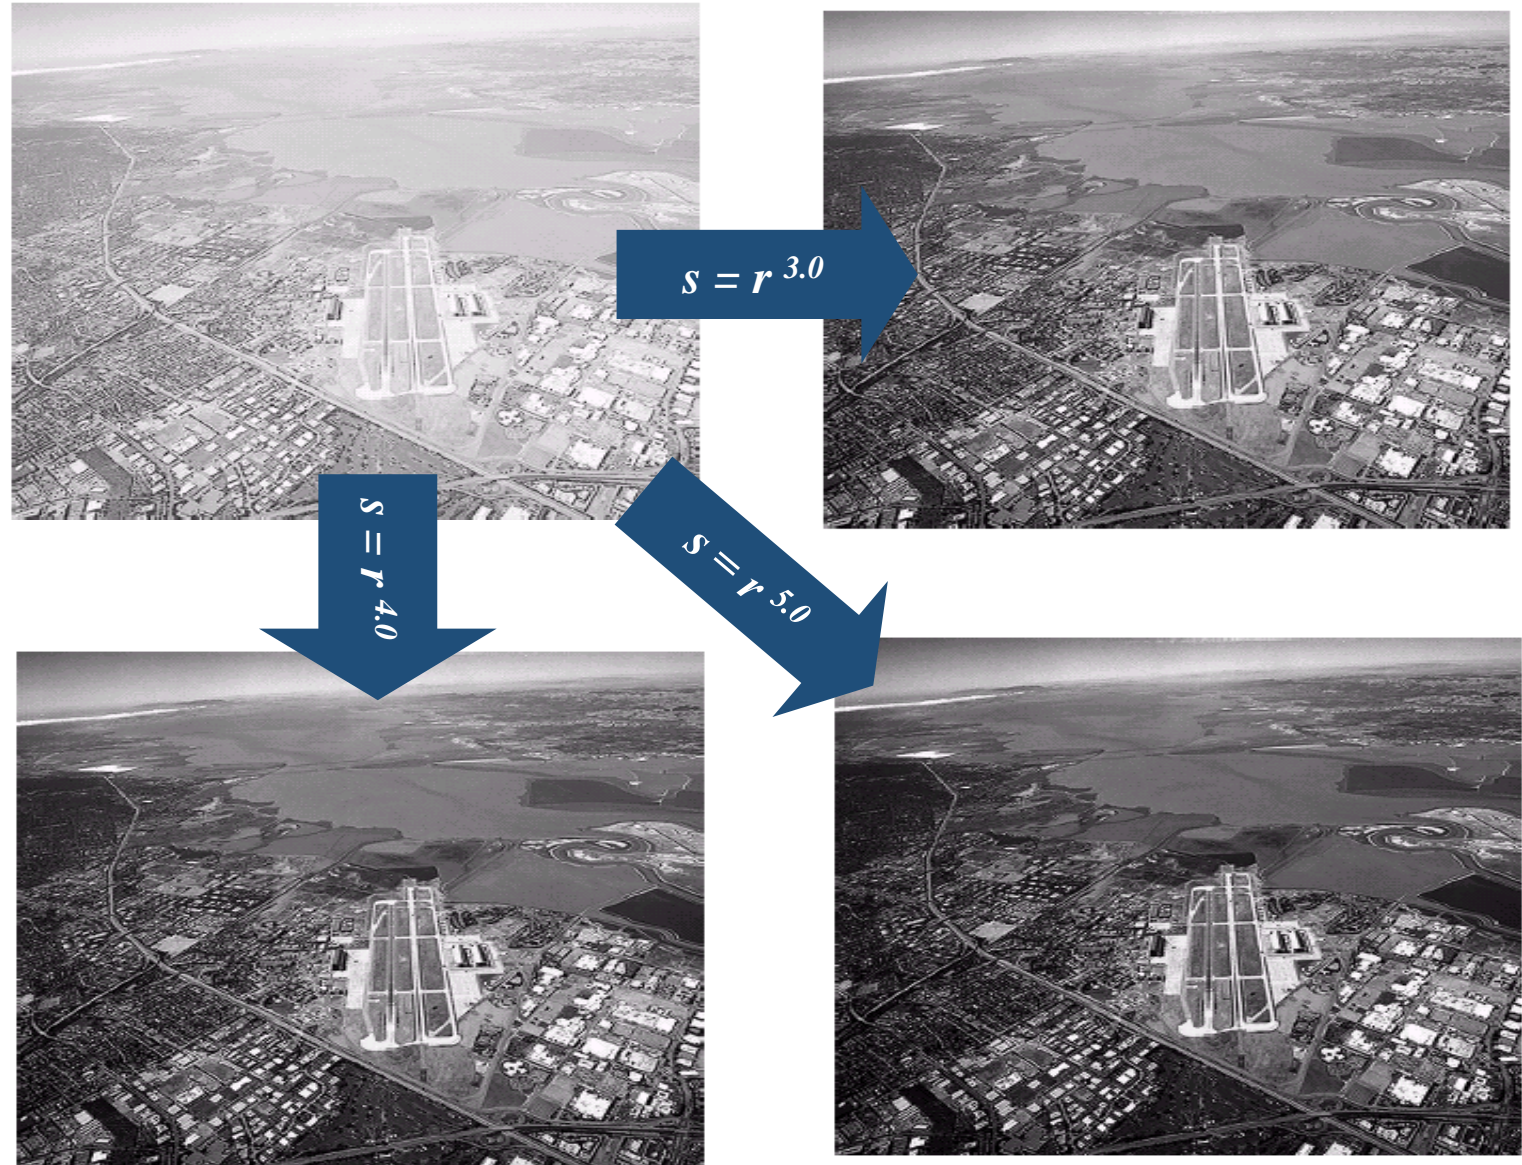 s = r 3.0
s = r 4.0
s = r 5.0